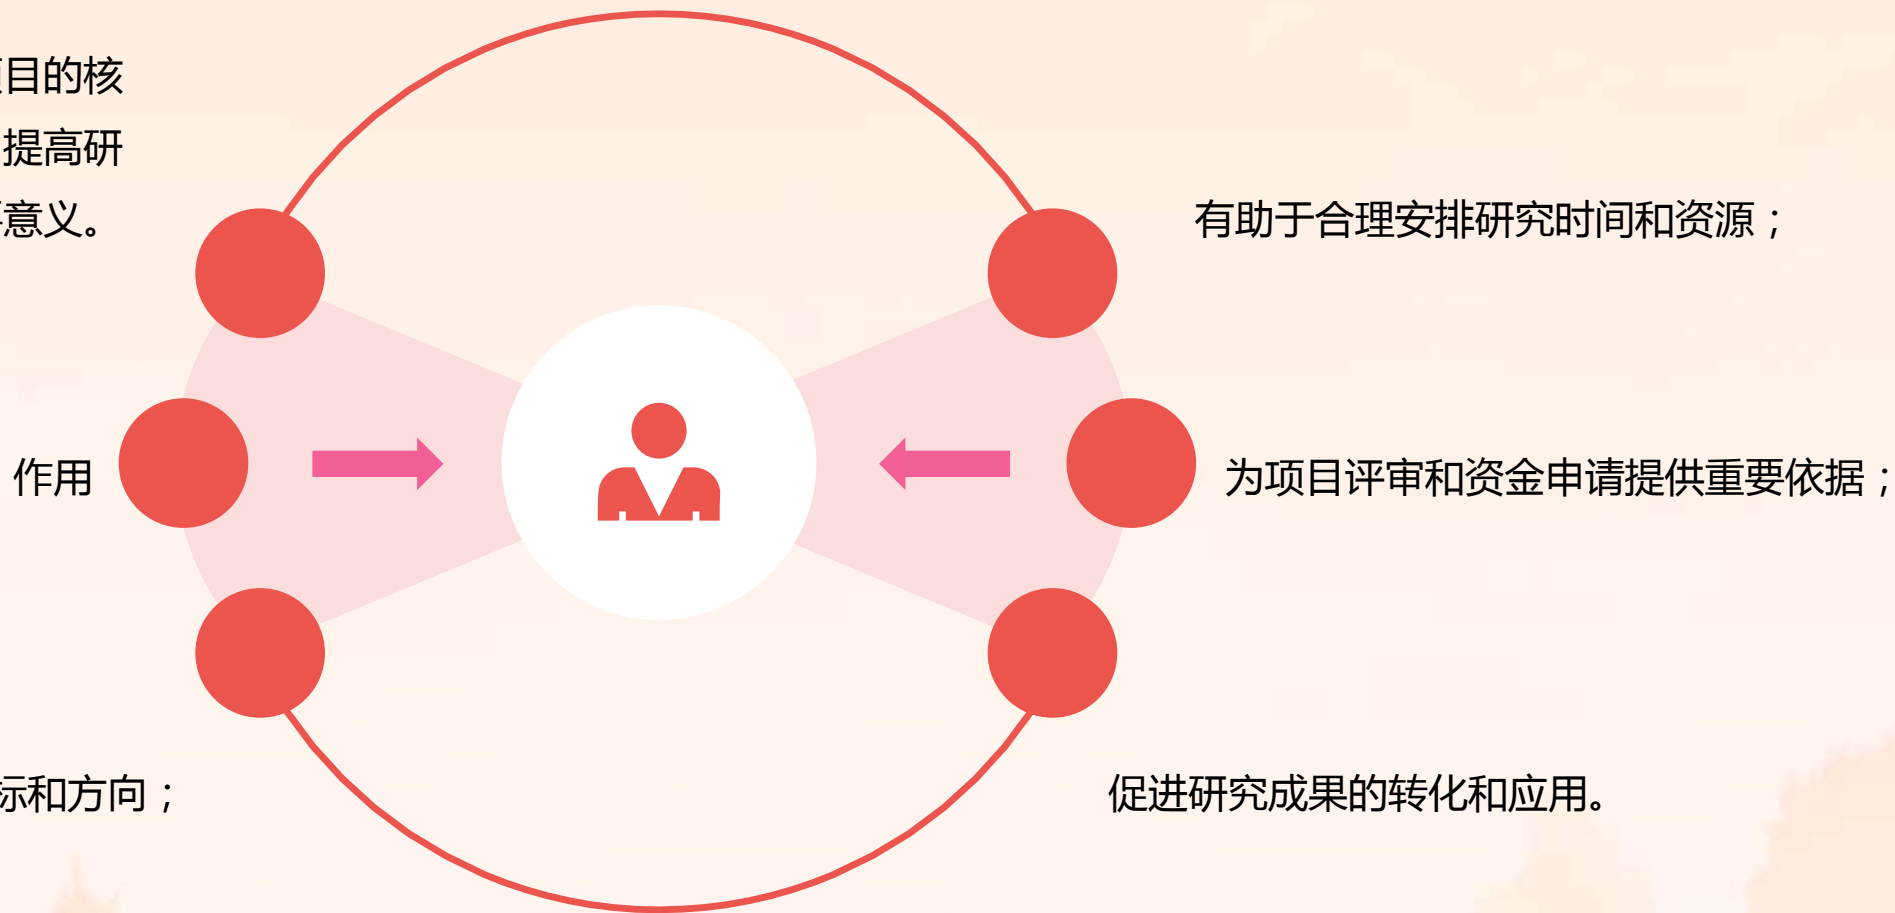 目的核
提高研
意义。
作用
标和方向；
有助于合理安排研究时间和资源；
为项目评审和资金申请提供重要依据；
促进研究成果的转化和应用。